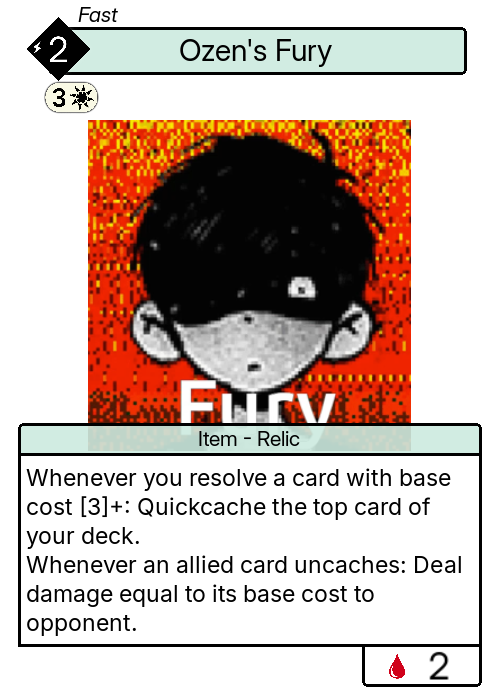 Fast
2
Ozen's Fury
3
Fury
Item - Relic
Whenever you resolve a card with base
cost [3]+: Quickcache the top card of
your deck.
Whenever an allied card uncaches: Deal
damage equal to its base cost to
opponent.
2